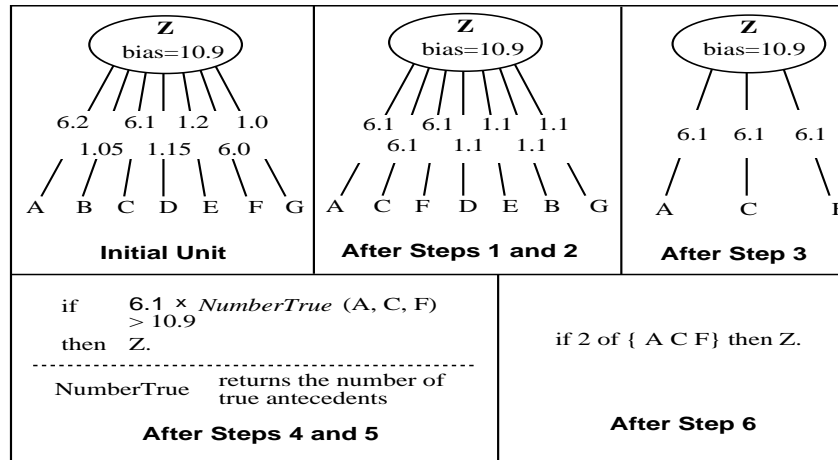 Z
bias=10.9
6.2 6.1 1.2 1.0
1.05 1.15 6.0
A B C D E F G
Initial Unit
Z
bias=10.9
6.1 6.1 1.1 1.1
6.1 1.1 1.1
A C F D E B G
After Steps 1 and 2
Z
bias=10.9
6.1 6.1 6.1
A C
After Step 3
if 6.1 × NumberTrue (A, C, F)
> 10.9
then Z.
NumberTrue returns the number of
true antecedents
After Steps 4 and 5
if 2 of { A C F} then Z.
After Step 6